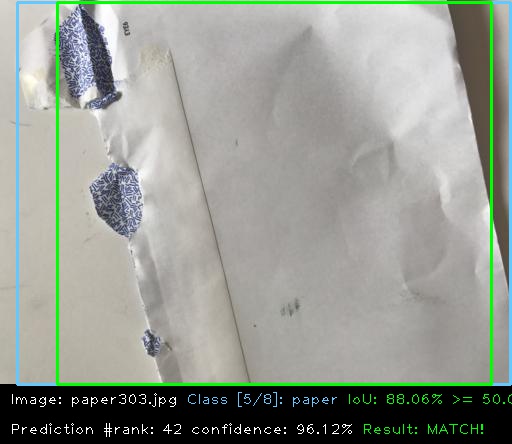 Image: paper303.jpg Class [5/8]: paper IoU: 88.06% >= 50.0
Prediction #rank: 42 confidence: 96.12% Result: MATCH!